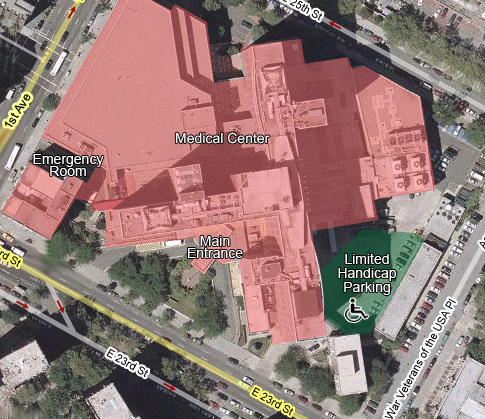 E 25th St
1st Ave
Medical Center
Emergency
Room
Main
Entrance
Limited
Handicap
Parking
rd St
E 23rd St
E 23rd St
War Veterans of the USA Pl
A